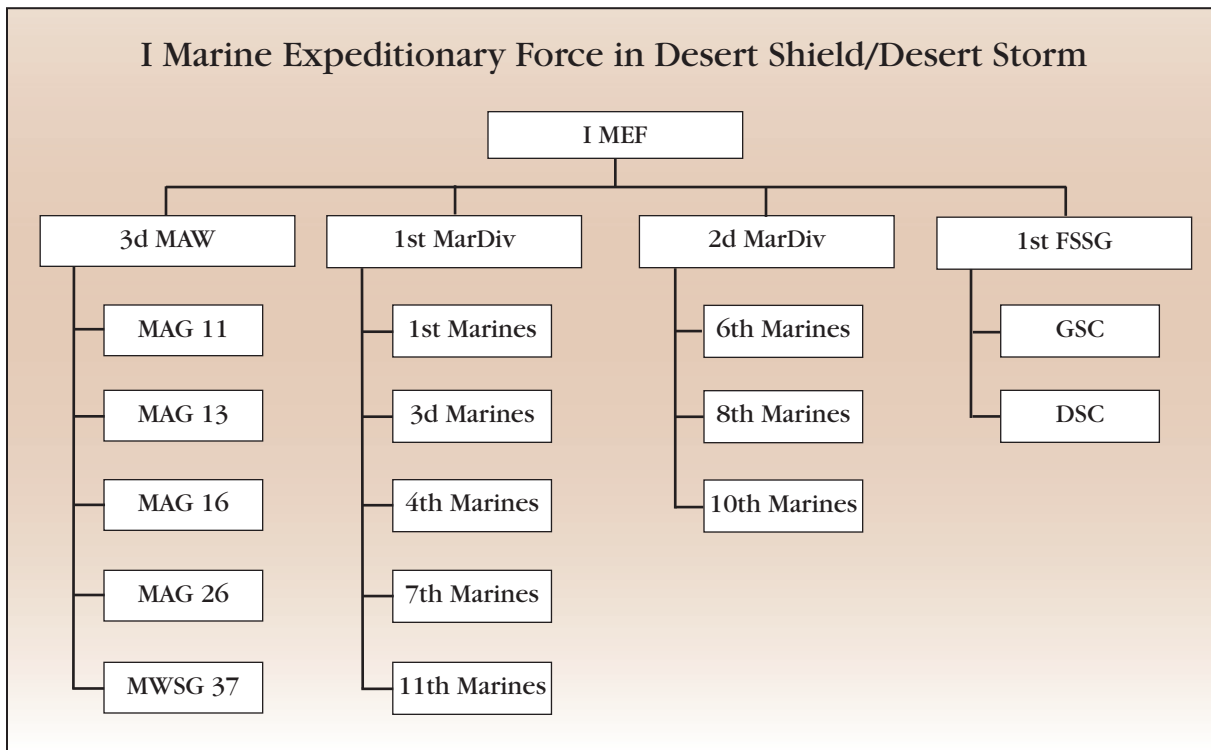 I Marine Expeditionary Force in Desert Shield/Desert Storm
I MEF
3d MAW
1st MarDiv
2d MarDiv
1st FSSG
MAG 11
MAG 13
MAG 16
MAG 26
MWSG 37
1st Marines
3d Marines
4th Marines
7th Marines
11th Marines
6th Marines
8th Marines
10th Marines
GSC
DSC